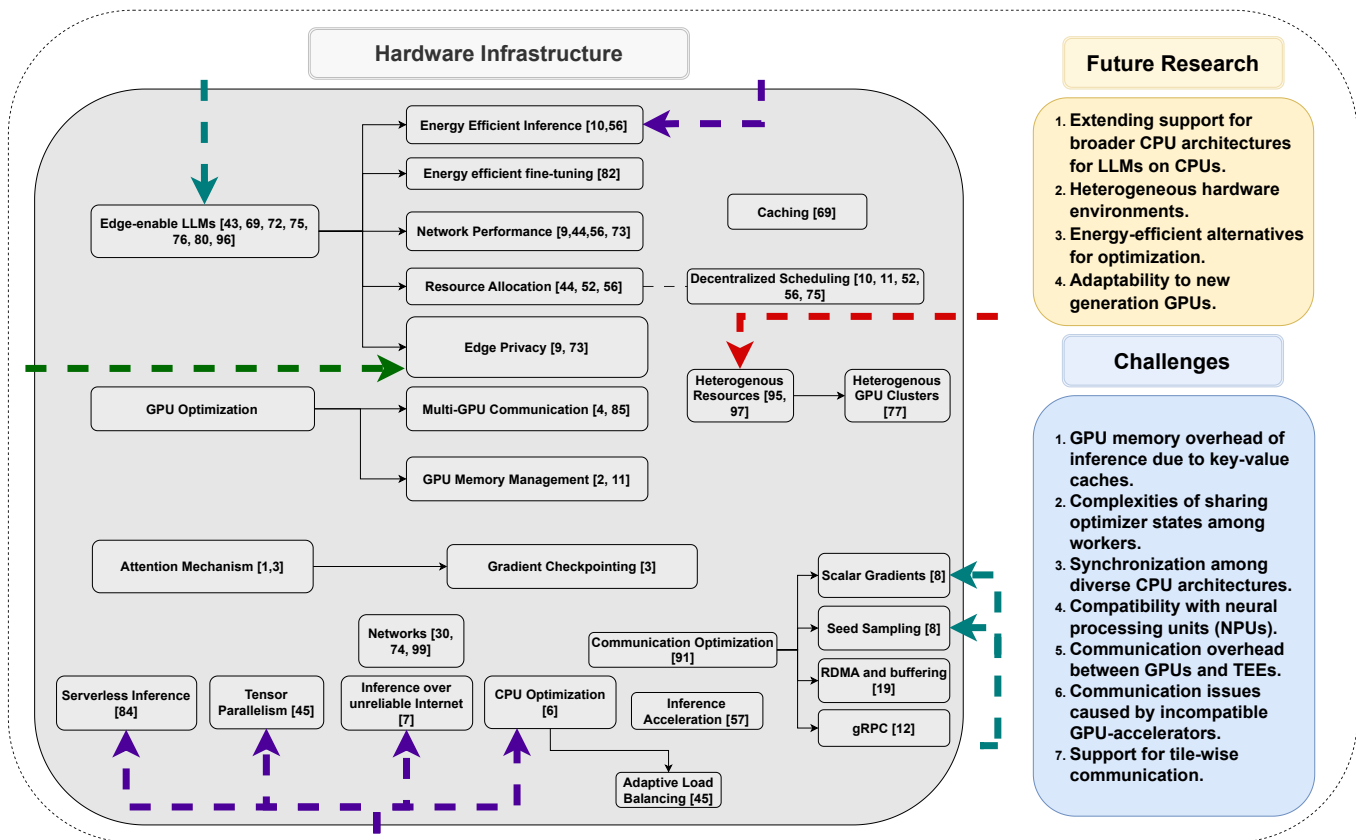 Hardware Infrastructure
Energy Efficient Inference [10,56]
Energy efficient fine-tuning [82]
Edge-enable LLMs [43, 69, 72, 75,
76, 80, 96]
Network Performance [9,44,56, 73]
Caching [69]
Resource Allocation [44, 52, 56]
Decentralized Scheduling [10, 11, 52,
56, 75]
Edge Privacy [9, 73]
GPU Optimization
Multi-GPU Communication [4, 85]
Heterogenous
Resources [95,
97]
Heterogenous
GPU Clusters
[77]
GPU Memory Management [2, 11]
Attention Mechanism [1,3]
Gradient Checkpointing [3]
Scalar Gradients [8]
Seed Sampling [8]
Networks [30,
74, 99]
Communication Optimization
[91]
RDMA and buffering
[19]
gRPC [12]
Serverless Inference
[84]
Tensor
Parallelism [45]
Inference over
unreliable Internet
[7]
CPU Optimization
[6]
Inference
Acceleration [57]
Adaptive Load
Balancing [45]
Future Research
1. Extending support for
broader CPU architectures
for LLMs on CPUs.
2. Heterogeneous hardware
environments.
3. Energy-efficient alternatives
for optimization.
4. Adaptability to new
generation GPUs.
Challenges
1. GPU memory overhead of
inference due to key-value
caches.
2. Complexities of sharing
optimizer states among
workers.
3. Synchronization among
diverse CPU architectures.
4. Compatibility with neural
processing units (NPUs).
5. Communication overhead
between GPUs and TEEs.
6. Communication issues
caused by incompatible
GPU-accelerators.
7. Support for tile-wise
communication.